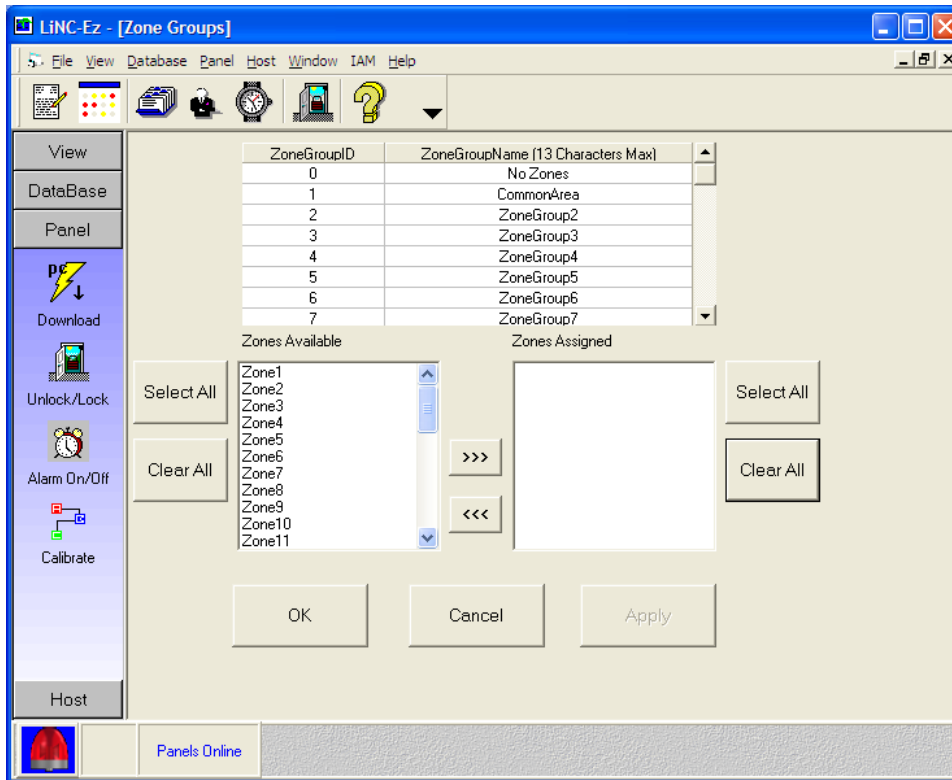 LiNC-Ez - [Zone Groups]
File View Database Panel Host Window IAM Help
View
DataBase
Panel
pc
Download
Unlock/Lock
Alarm On/Off
Calibrate
Host
ZoneGroupID ZoneGroupName (13 Characters Max)
0 No Zones
1 CommonArea
2 ZoneGroup2
3 ZoneGroup3
4 ZoneGroup4
5 ZoneGroup5
6 ZoneGroup6
7 ZoneGroup7
Zones Available Zones Assigned
Select All
Clear All
Zone1
Zone2
Zone3
Zone4
Zone5
Zone6
Zone7
Zone8
Zone9
Zone10
Zone11
>>>
<<<
Select All
Clear All
OK Cancel Apply
Panels Online